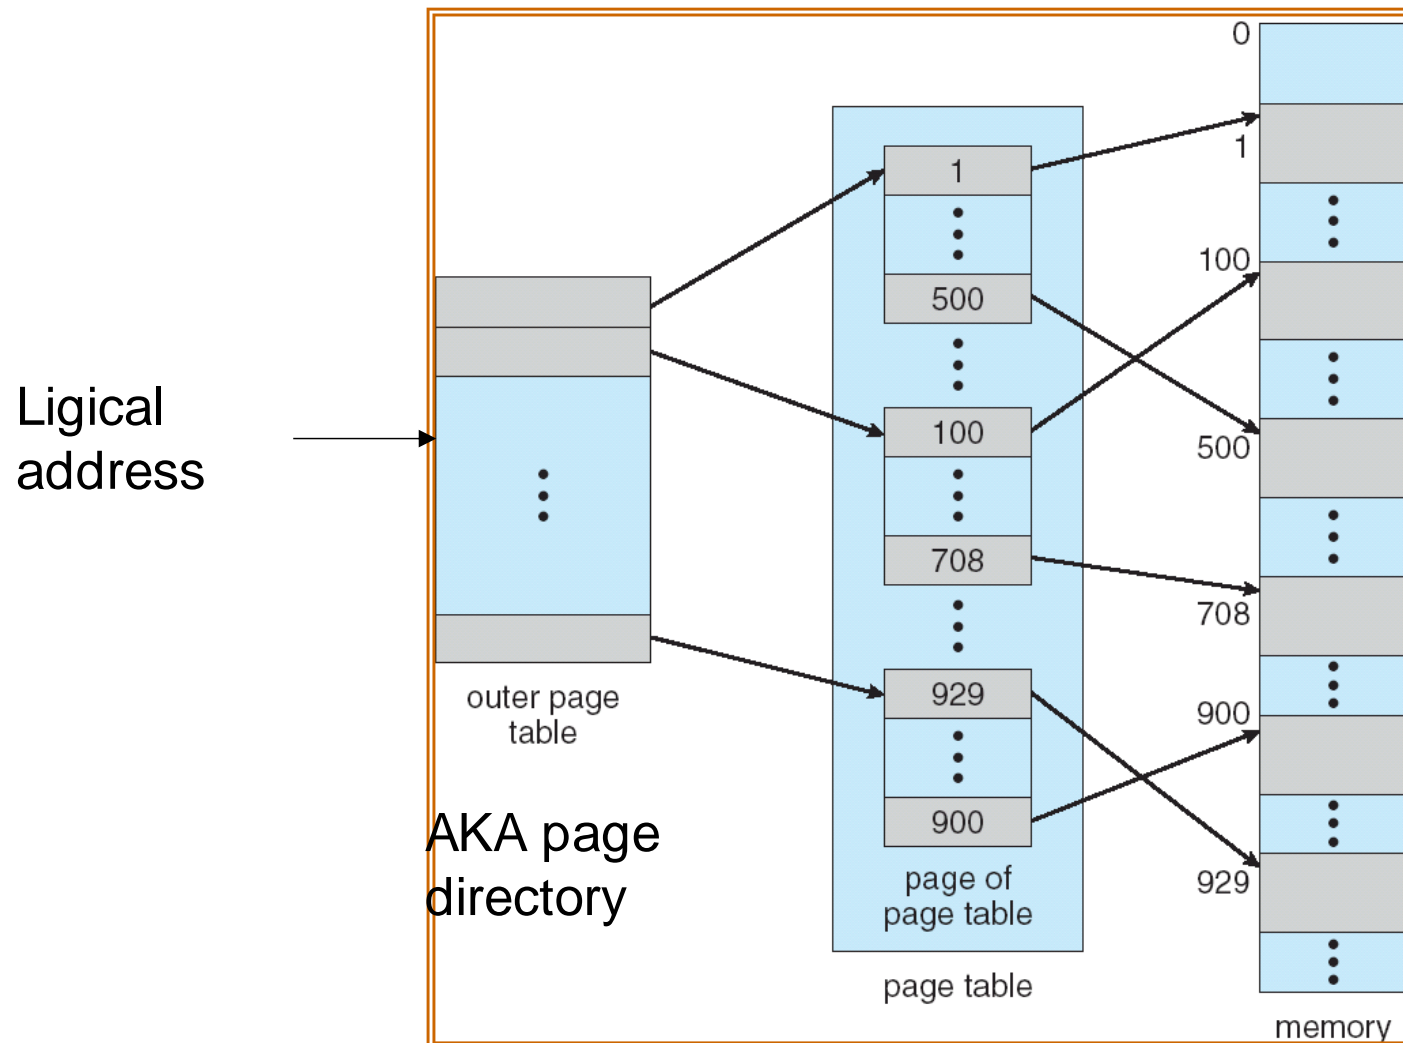 Ligical
address
outer page
table
AKA page
directory
1
500
100
708
929
900
page of
page table
page table
0
1
100
500
708
900
929
memory